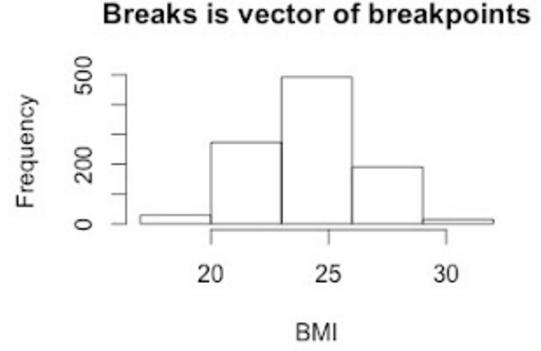 Breaks is vector of breakpoints
Frequency
500
200
0
20 25 30
BMI